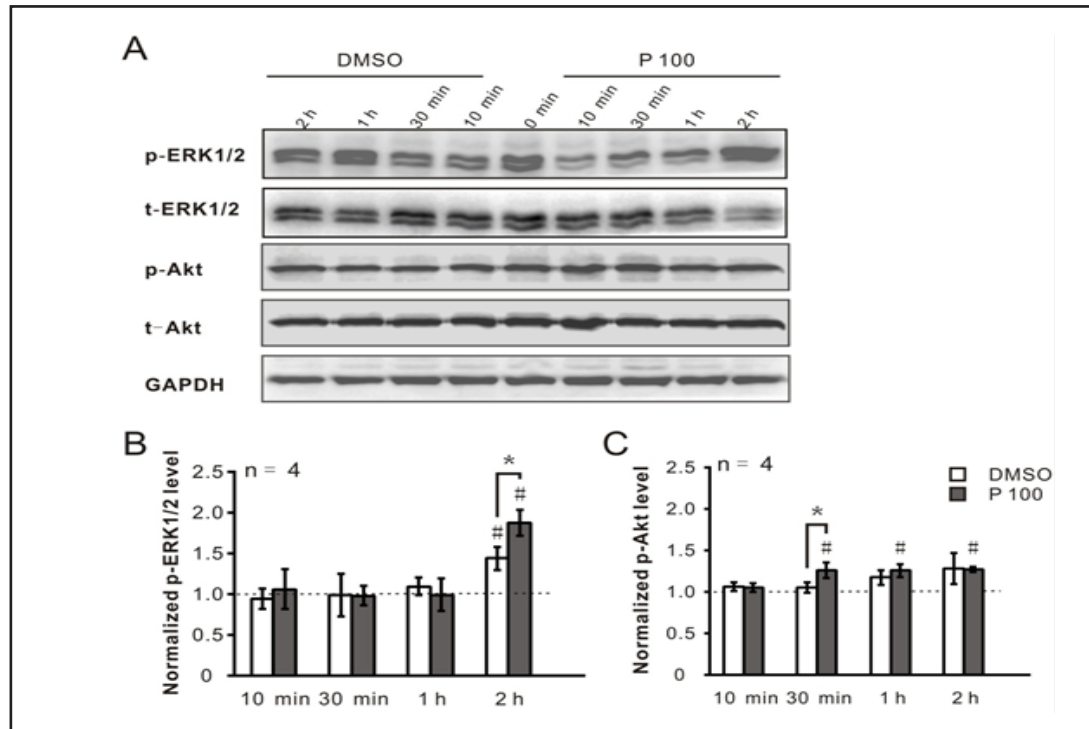 A
DMSO
P 100
2 h 1 h 30 min 10 min 0 min 10 min 30 min 1 h 2 h
p-ERK1/2
t-ERK1/2
p-Akt
t-Akt
GAPDH
B
Normalized p-ERK1/2 level
n = 4
2.5
2.0
1.5
1.0
0.5
0
*
#
#
10 min 30 min 1 h 2 h
C
Normalized p-Akt level
n = 4
2.5
2.0
1.5
1.0
0.5
0
DMSO
P 100
*
# # #
10 min 30 min 1 h 2 h